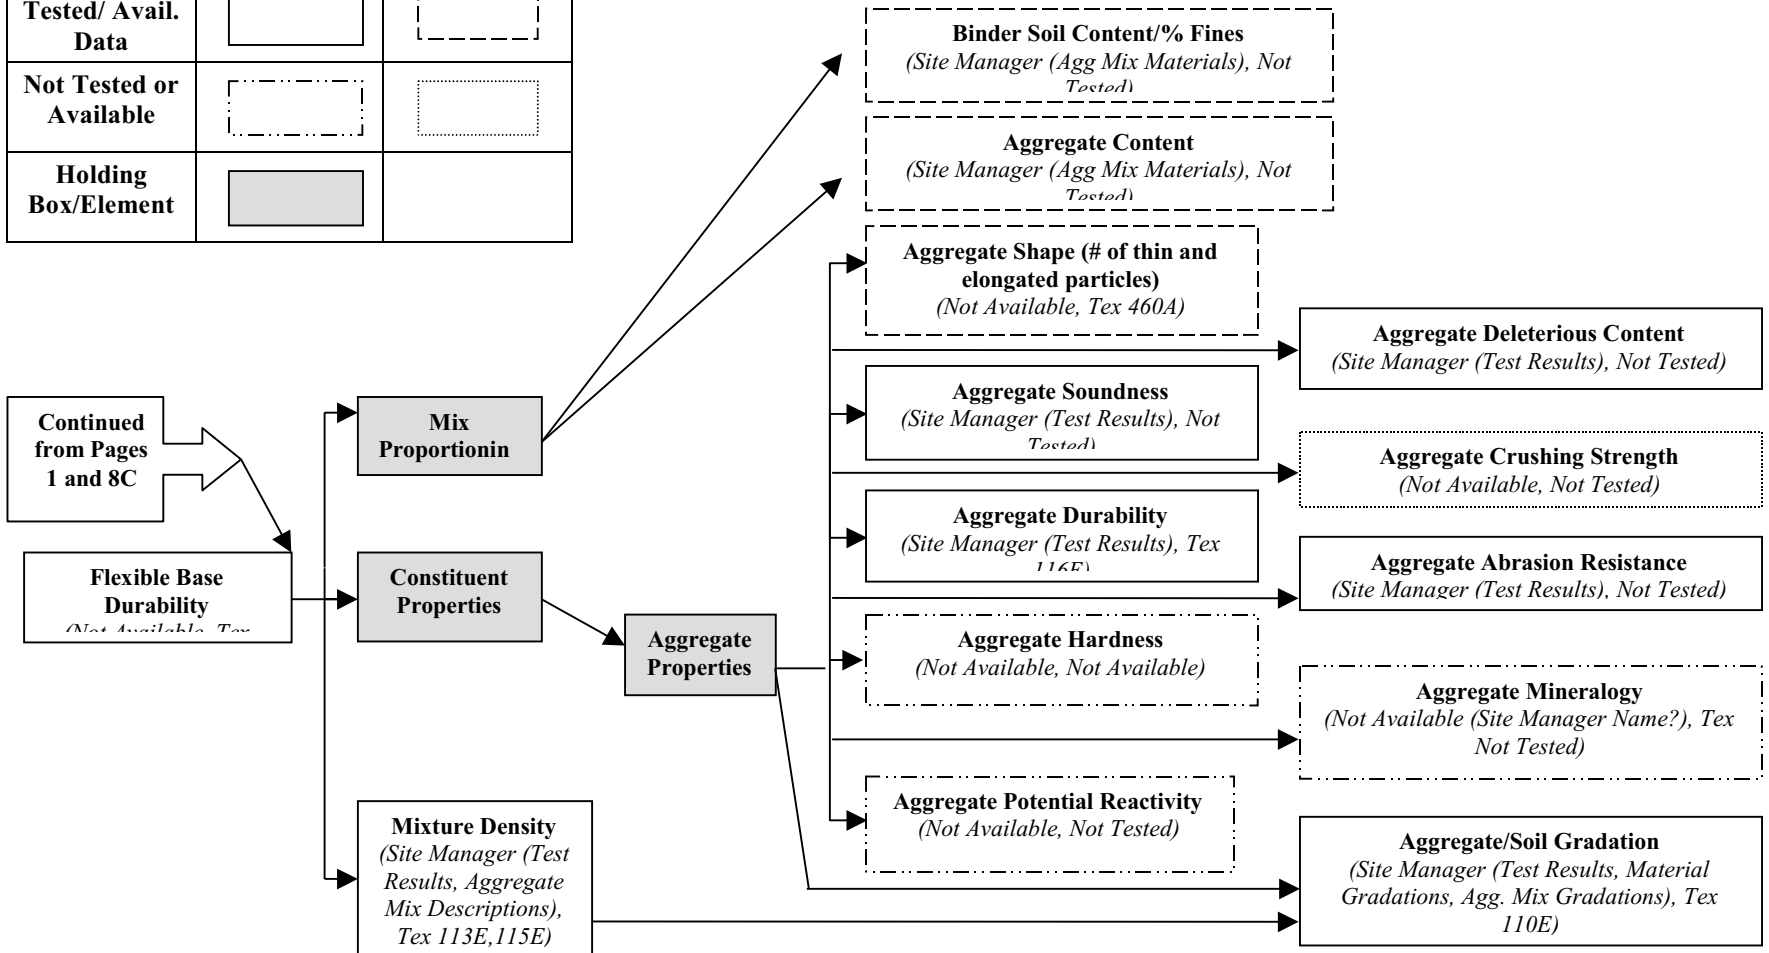 Tested/ Avail.
Data
Not Tested or
Available
Holding
Box/Element
Binder Soil Content/% Fines
(Site Manager (Agg Mix Materials), Not
Tested)
Aggregate Content
(Site Manager (Agg Mix Materials), Not
Tested)
Aggregate Shape (# of thin and
elongated particles)
(Not Available, Tex 460A)
Aggregate Deleterious Content
(Site Manager (Test Results), Not Tested)
Aggregate Soundness
(Site Manager (Test Results), Not
Tested)
Continued
from Pages
1 and 8C
Mix
Proportionin
Aggregate Crushing Strength
(Not Available, Not Tested)
Aggregate Durability
(Site Manager (Test Results), Tex
116E)
Flexible Base
Durability
(Not Available, Tex
Constituent
Properties
Aggregate Abrasion Resistance
(Site Manager (Test Results), Not Tested)
Aggregate
Properties
Aggregate Hardness
(Not Available, Not Available)
Aggregate Mineralogy
(Not Available (Site Manager Name?), Tex
Not Tested)
Aggregate Potential Reactivity
(Not Available, Not Tested)
Mixture Density
(Site Manager (Test
Results, Aggregate
Mix Descriptions),
Tex 113E,115E)
Aggregate/Soil Gradation
(Site Manager (Test Results, Material
Gradations, Agg. Mix Gradations), Tex
110E)